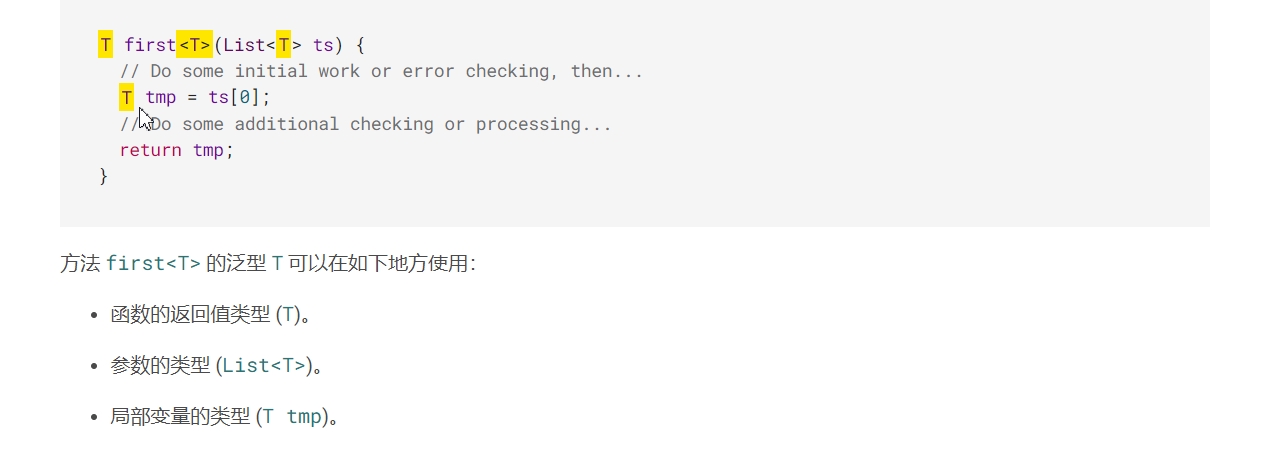 T first<T>(List<T> ts) {
// Do some initial work or error checking, then...
T tmp = ts[0];
// Do some additional checking or processing...
return tmp;
}
方法 first<T> 的泛型 T 可以在如下地方使用：
• 函数的返回值类型 (T)。
• 参数的类型 (List<T>)。
• 局部变量的类型 (T tmp)。